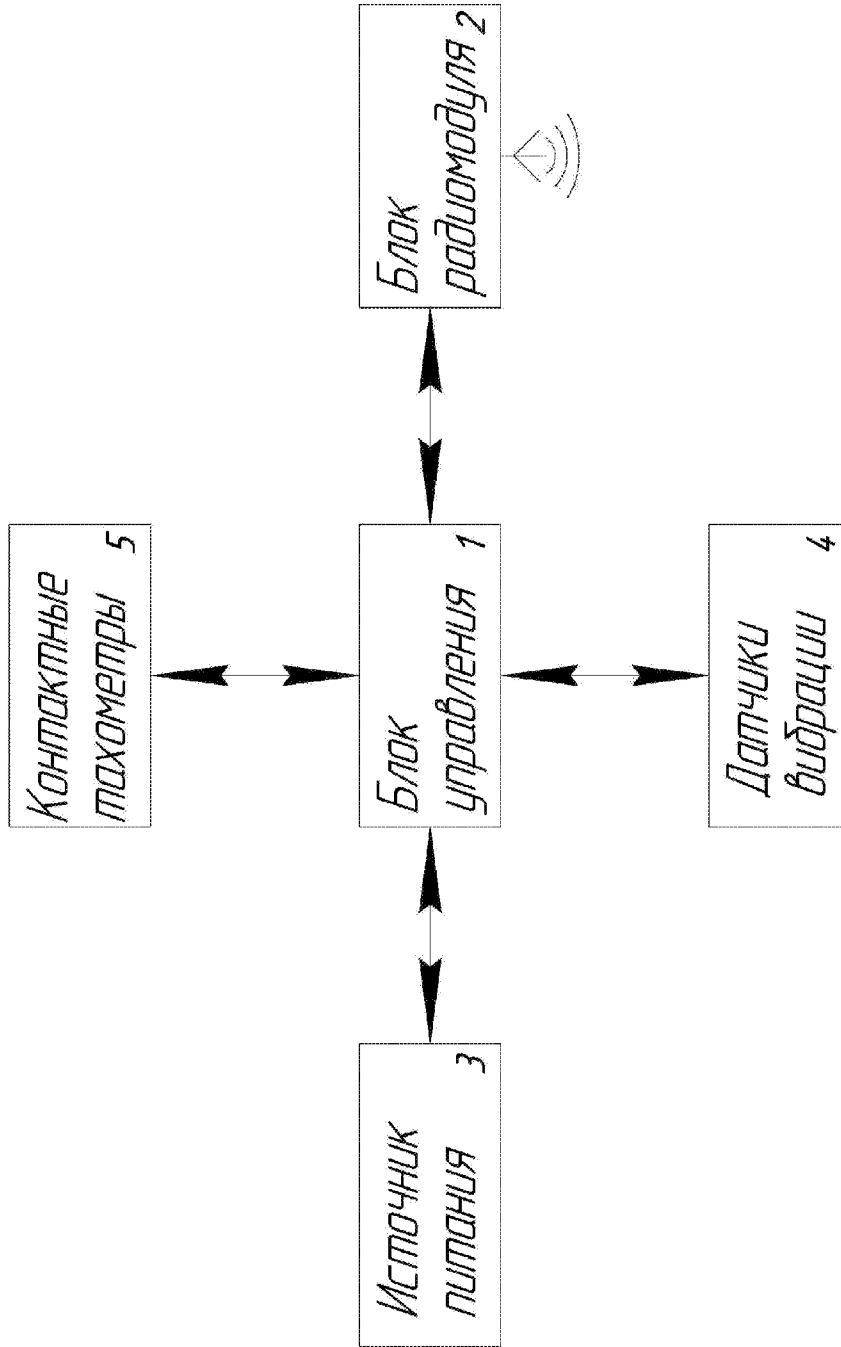 Контактные
тахометры
5
Источник
питания
3
Блок
управления
1
Блок
радиомодуля
2
Датчики
вибрации
4